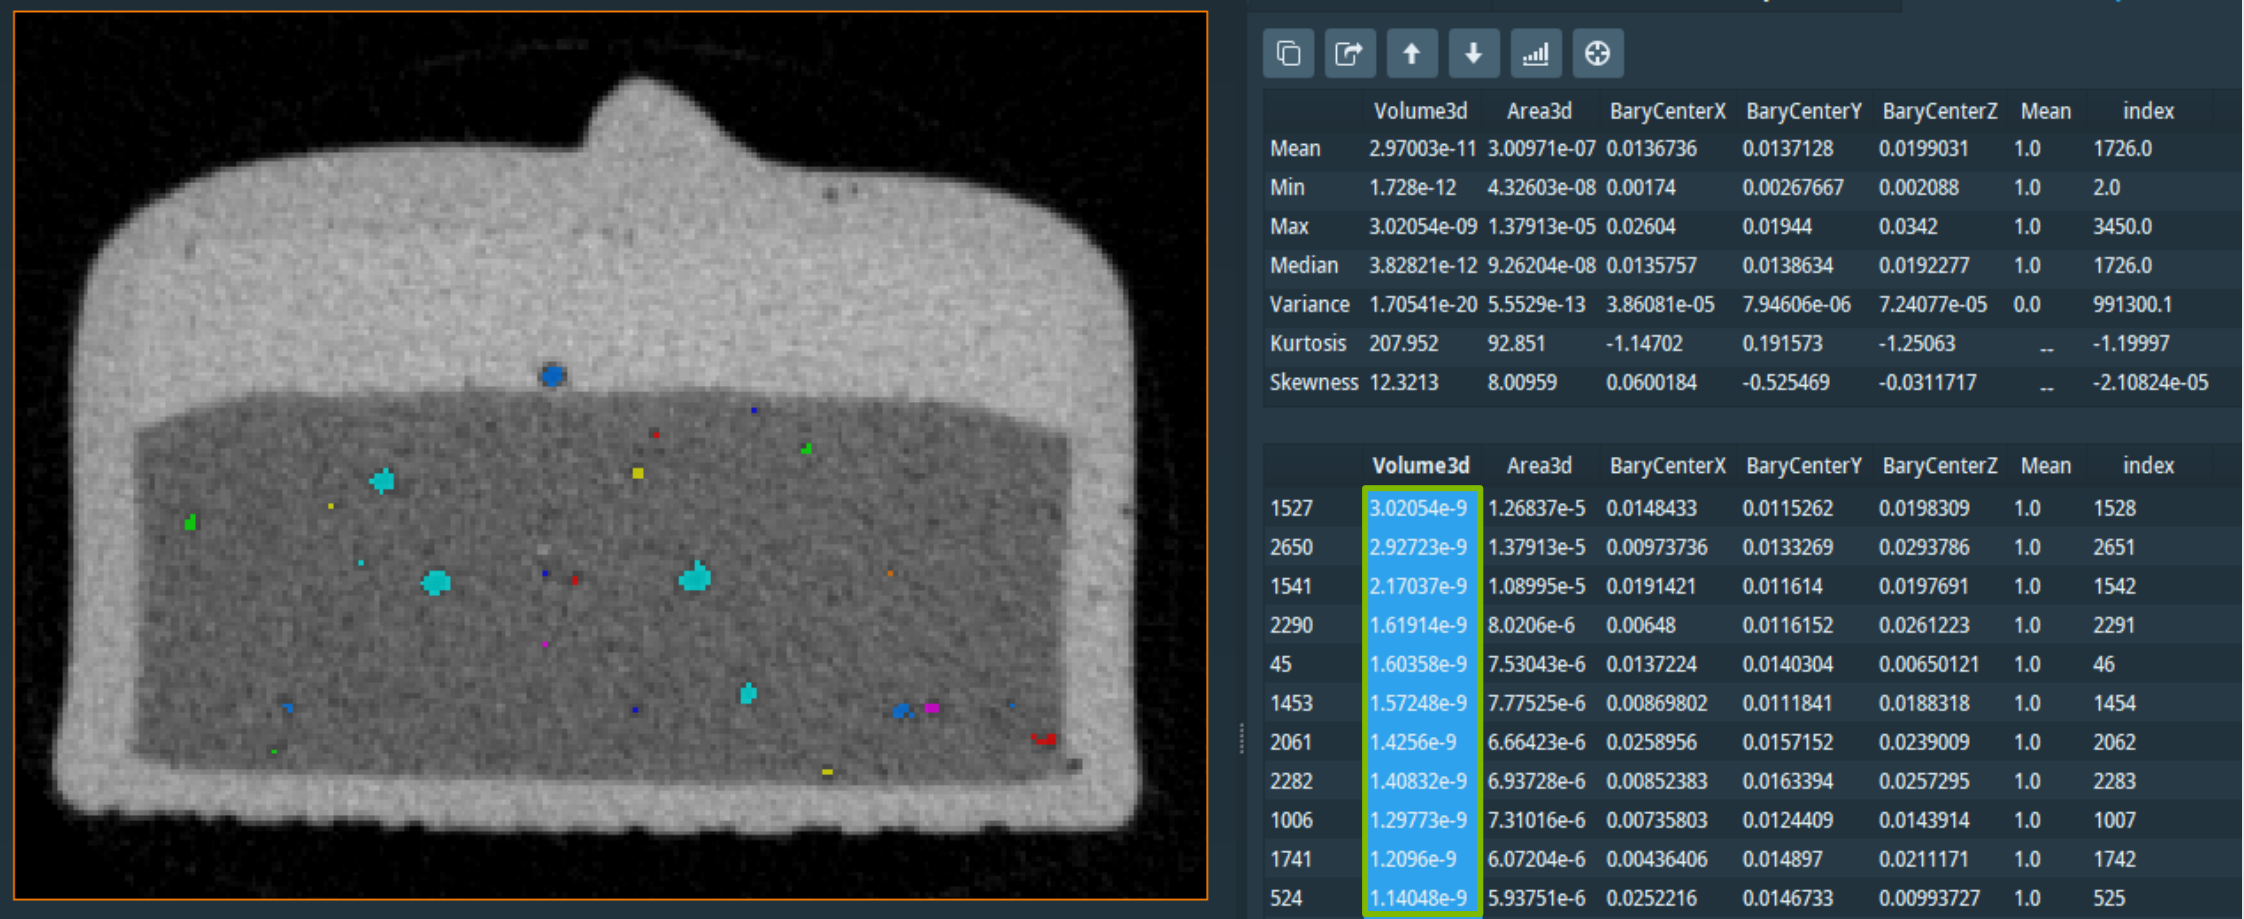 Volume3d Area3d BaryCenterX BaryCenterY BaryCenterZ Mean index
Mean 2.97003e-11 3.00971e-07 0.0136736 0.0137128 0.0199031 1.0 1726.0
Min 1.728e-12 4.32603e-08 0.00174 0.00267667 0.002088 1.0 2.0
Max 3.02054e-09 1.37913e-05 0.02604 0.01944 0.0342 1.0 3450.0
Median 3.82821e-12 9.26204e-08 0.0135757 0.0138634 0.0192277 1.0 1726.0
Variance 1.70541e-20 5.5529e-13 3.86081e-05 7.94606e-06 7.24077e-05 0.0 991300.1
Kurtosis 207.952 92.851 -1.14702 0.191573 -1.25063 -- -1.19997
Skewness 12.3213 8.00959 0.0600184 -0.525469 -0.0311717 -- -2.10824e-05
Volume3d Area3d BaryCenterX BaryCenterY BaryCenterZ Mean index
1527 3.02054e-9 1.26837e-5 0.0148433 0.0115262 0.0198309 1.0 1528
2650 2.92723e-9 1.37913e-5 0.00973736 0.0133269 0.0293786 1.0 2651
1541 2.17037e-9 1.08995e-5 0.0191421 0.011614 0.0197691 1.0 1542
2290 1.61914e-9 8.0206e-6 0.00648 0.0116152 0.0261223 1.0 2291
45 1.60358e-9 7.53043e-6 0.0137224 0.0140304 0.00650121 1.0 46
1453 1.57248e-9 7.77525e-6 0.00869802 0.0111841 0.0188318 1.0 1454
2061 1.4256e-9 6.66423e-6 0.0258956 0.0157152 0.0239009 1.0 2062
2282 1.40832e-9 6.93728e-6 0.00852383 0.0163394 0.0257295 1.0 2283
1006 1.29773e-9 7.31016e-6 0.00735803 0.0124409 0.0143914 1.0 1007
1741 1.2096e-9 6.07204e-6 0.00436406 0.014897 0.0211171 1.0 1742
524 1.14048e-9 5.93751e-6 0.0252216 0.0146733 0.00993727 1.0 525